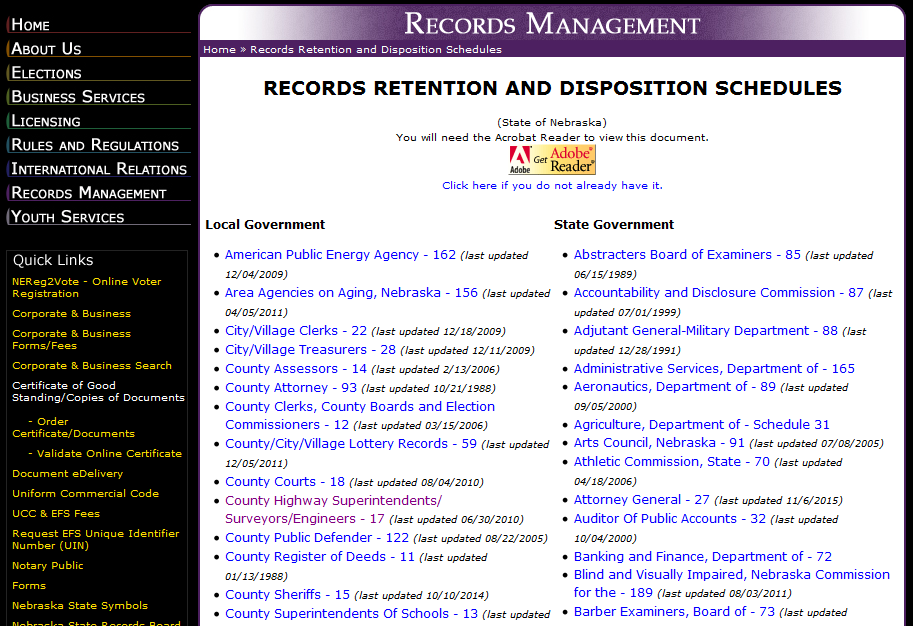 HOME
ABOUT US
ELECTIONS
BUSINESS SERVICES
LICENSING
RULES AND REGULATIONS
INTERNATIONAL RELATIONS
RECORDS MANAGEMENT
YOUTH SERVICES
Quick Links
NEReg2Vote - Online Voter
Registration
Corporate & Business
Corporate & Business
Forms/Fees
Corporate & Business Search
Certificate of Good
Standing/Copies of Documents
- Order
Certificate/Documents
- Validate Online Certificate
Document eDelivery
Uniform Commercial Code
UCC & EFS Fees
Request EFS Unique Identifier
Number (UIN)
Notary Public
Forms
Nebraska State Symbols
Nebraska State Records Board
RECORDS MANAGEMENT
Home » Records Retention and Disposition Schedules
RECORDS RETENTION AND DISPOSITION SCHEDULES
(State of Nebraska)
You will need the Acrobat Reader to view this document.
Adobe Get Adobe® Reader®
Click here if you do not already have it.
Local Government
• American Public Energy Agency - 162 (last updated
12/04/2009)
• Area Agencies on Aging, Nebraska - 156 (last updated
04/05/2011)
• City/Village Clerks - 22 (last updated 12/18/2009)
• City/Village Treasurers - 28 (last updated 12/11/2009)
• County Assessors - 14 (last updated 2/13/2006)
• County Attorney - 93 (last updated 10/21/1988)
• County Clerks, County Boards and Election
Commissioners - 12 (last updated 03/15/2006)
• County/City/Village Lottery Records - 59 (last updated
12/05/2011)
• County Courts - 18 (last updated 08/04/2010)
• County Highway Superintendents/
Surveyors/Engineers - 17 (last updated 06/30/2010)
• County Public Defender - 122 (last updated 08/22/2005)
• County Register of Deeds - 11 (last updated
01/13/1988)
• County Sheriffs - 15 (last updated 10/10/2014)
• County Superintendents Of Schools - 13 (last updated
State Government
• Abstracters Board of Examiners - 85 (last updated
06/15/1989)
• Accountability and Disclosure Commission - 87 (last
updated 07/01/1999)
• Adjutant General-Military Department - 88 (last
updated 12/28/1991)
• Administrative Services, Department of - 165
• Aeronautics, Department of - 89 (last updated
09/05/2000)
• Agriculture, Department of - Schedule 31
• Arts Council, Nebraska - 91 (last updated 07/08/2005)
• Athletic Commission, State - 70 (last updated
04/18/2006)
• Attorney General - 27 (last updated 11/6/2015)
• Auditor Of Public Accounts - 32 (last updated
10/04/2000)
• Banking and Finance, Department of - 72
• Blind and Visually Impaired, Nebraska Commission
for the - 189 (last updated 08/03/2011)
• Barber Examiners, Board of - 73 (last updated